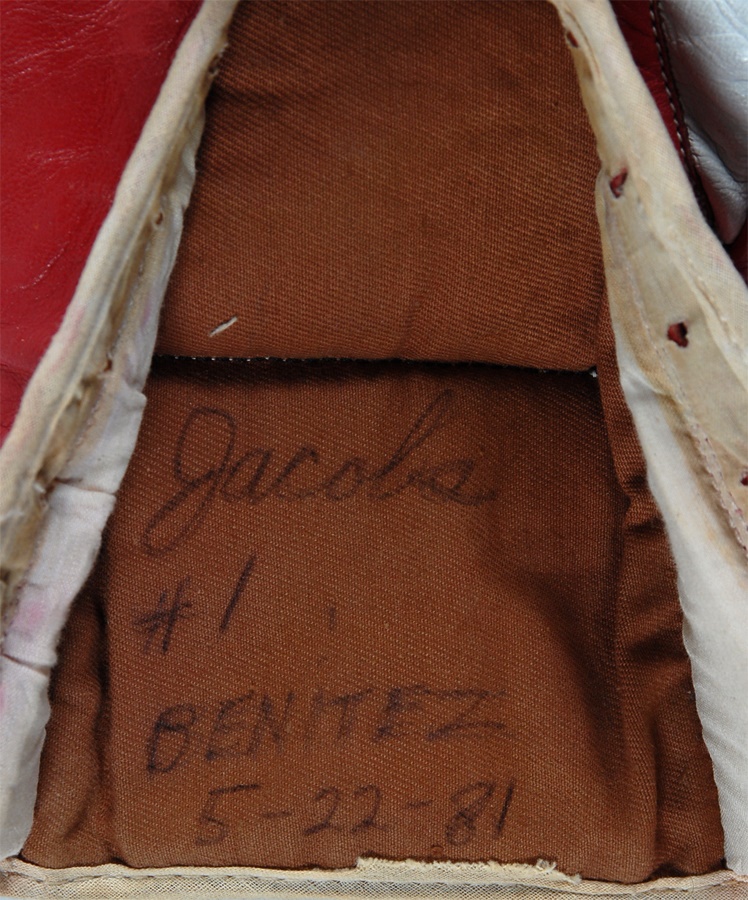 Jacobs
#1
BENITEZ
5-22-81